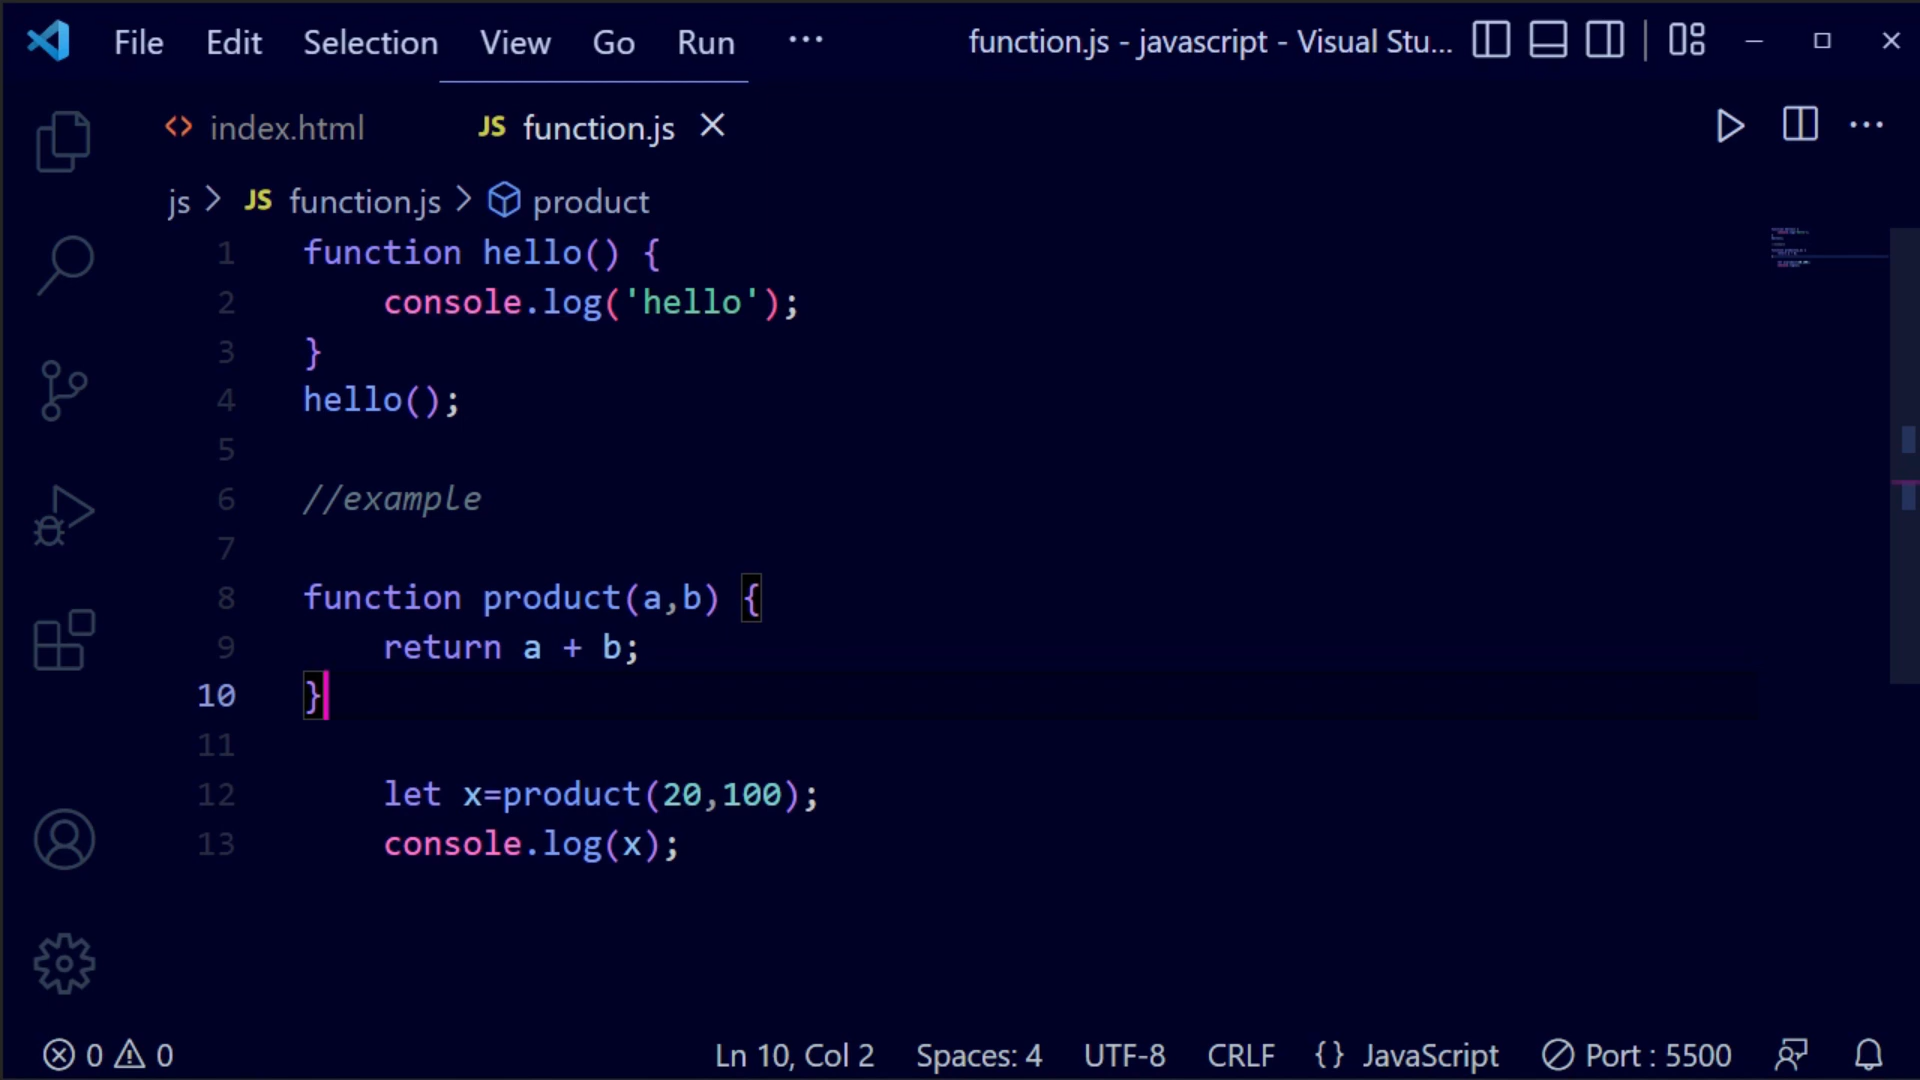 File Edit Selection View Go Run ··· function.js - javascript - Visual Stu...
index.html JS function.js
js > JS function.js > product
1 function hello() {
2     console.log('hello');
3 }
4 hello();
5
6 //example
7
8 function product(a,b) {
9     return a + b;
10 }
11
12     let x=product(20,100);
13     console.log(x);
0 0 Ln 10, Col 2 Spaces: 4 UTF-8 CRLF {} JavaScript Port : 5500